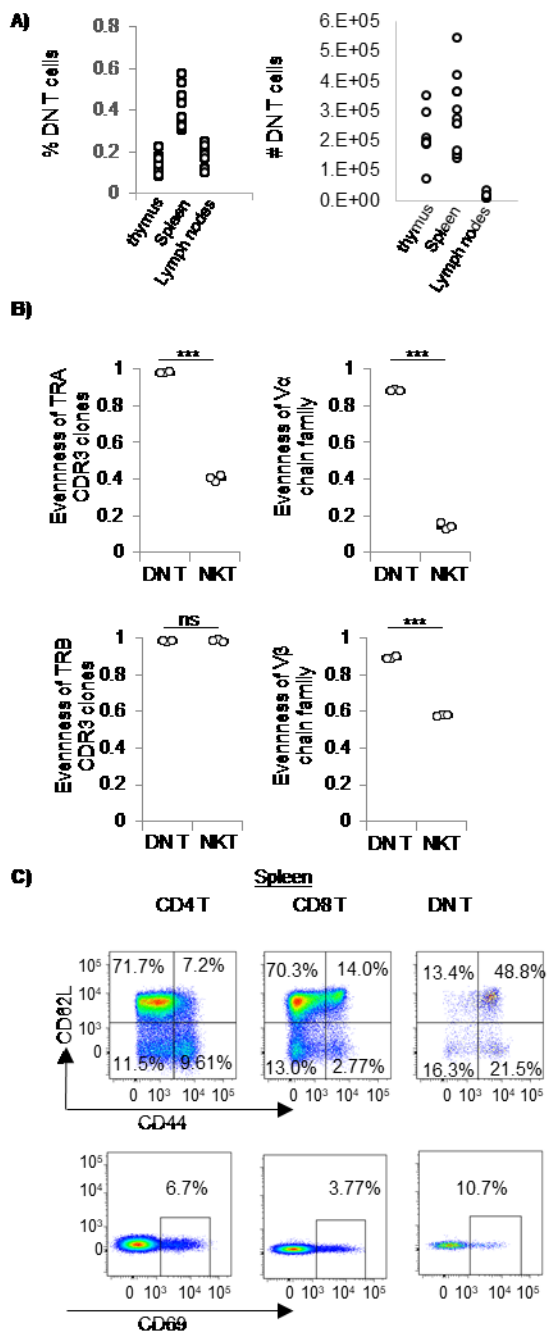 A)
% DN T cells
0.8
0.6
0.4
0.2
0
thymus
Spleen
Lymph nodes
# DN T cells
6.E+05
5.E+05
4.E+05
3.E+05
2.E+05
1.E+05
0.E+00
thymus
Spleen
Lymph nodes
B)
Evennness of TRA
CDR3 clones
1
0.8
0.6
0.4
0.2
0
***
DN T NKT
Evennness of Vα
chain family
1
0.8
0.6
0.4
0.2
0
***
DN T NKT
Evennness of TRB
CDR3 clones
1
0.8
0.6
0.4
0.2
0
ns
DN T NKT
Evennness of Vβ
chain family
1
0.8
0.6
0.4
0.2
0
***
DN T NKT
C)
Spleen
CD4 T CD8 T DN T
CD62L
10⁵
10⁴
10³
0
71.7% 7.2%
11.5% 9.61%
0 10³ 10⁴ 10⁵
70.3% 14.0%
13.0% 2.77%
0 10³ 10⁴ 10⁵
13.4% 48.8%
16.3% 21.5%
0 10³ 10⁴ 10⁵
CD44
10⁵
10⁴
10³
0
6.7%
0 10³ 10⁴ 10⁵
3.77%
0 10³ 10⁴ 10⁵
10.7%
0 10³ 10⁴ 10⁵
CD69